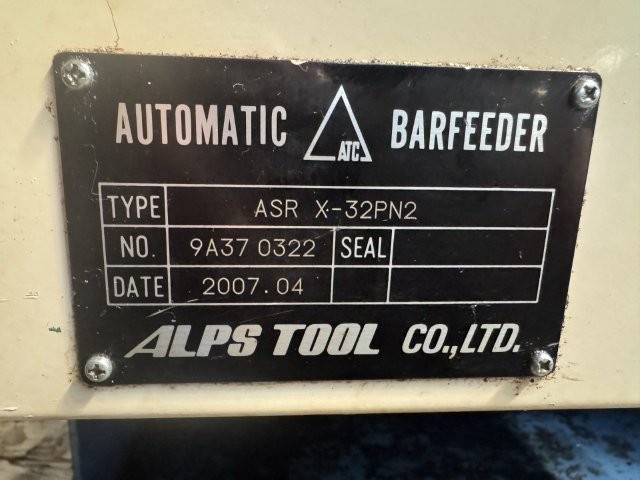 AUTOMATIC ATC BARFEEDER
TYPE ASR X-32PN2
NO. 9A37 0322 SEAL
DATE 2007.04
ALPS TOOL CO.,LTD.